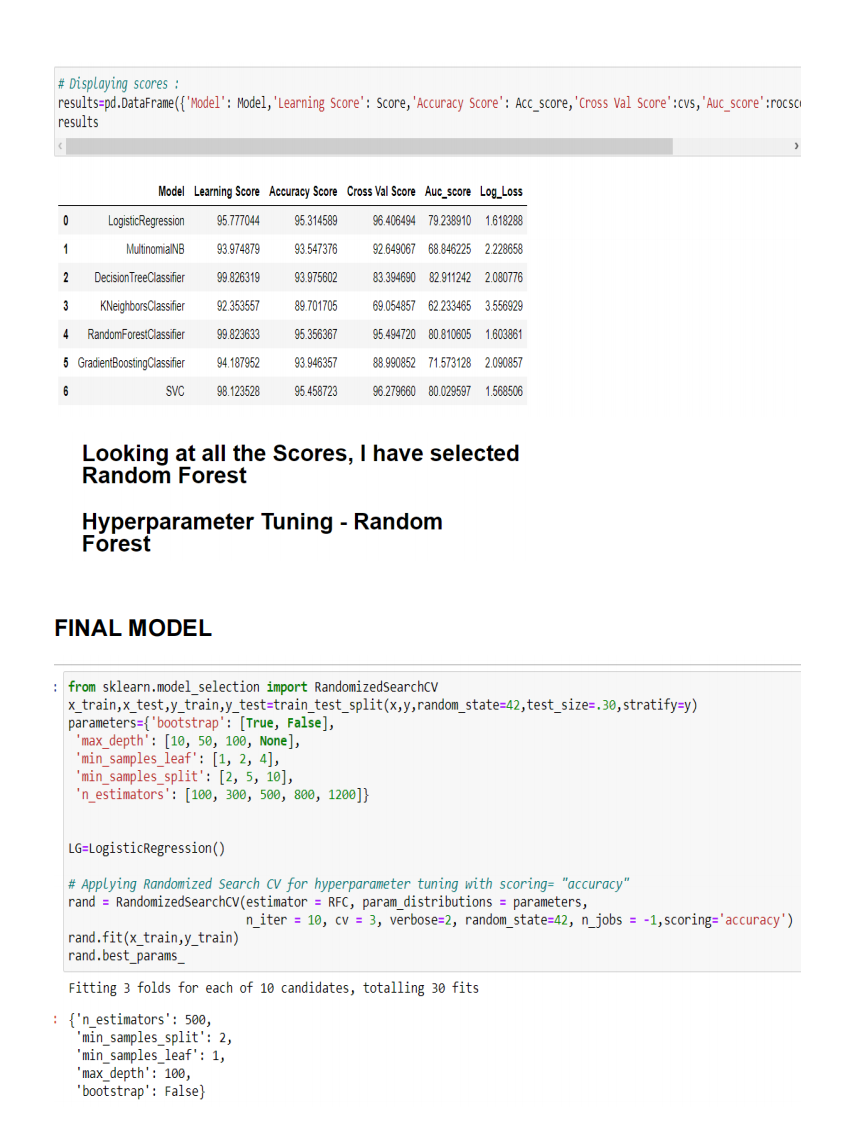 # Displaying scores :
results=pd.DataFrame({'Model': Model,'Learning Score': Score,'Accuracy Score': Acc_score,'Cross Val Score':cvs,'Auc_score':rocsc
results
Model Learning Score Accuracy Score Cross Val Score Auc_score Log_Loss
0 LogisticRegression 95.777044 95.314589 96.406494 79.238910 1.618288
1 MultinomialNB 93.974879 93.547376 92.649067 68.846225 2.228658
2 DecisionTreeClassifier 99.826319 93.975602 83.394690 82.911242 2.080776
3 KNeighborsClassifier 92.353557 89.701705 69.054857 62.233465 3.556929
4 RandomForestClassifier 99.823633 95.356367 95.494720 80.810605 1.603861
5 GradientBoostingClassifier 94.187952 93.946357 88.990852 71.573128 2.090857
6 SVC 98.123528 95.458723 96.279660 80.029597 1.568506
Looking at all the Scores, I have selected
Random Forest
Hyperparameter Tuning - Random
Forest
FINAL MODEL
: from sklearn.model_selection import RandomizedSearchCV
x_train,x_test,y_train,y_test=train_test_split(x,y,random_state=42,test_size=.30,stratify=y)
parameters={'bootstrap': [True, False],
'max_depth': [10, 50, 100, None],
'min_samples_leaf': [1, 2, 4],
'min_samples_split': [2, 5, 10],
'n_estimators': [100, 300, 500, 800, 1200]}
LG=LogisticRegression()
# Applying Randomized Search CV for hyperparameter tuning with scoring= "accuracy"
rand = RandomizedSearchCV(estimator = RFC, param_distributions = parameters,
n_iter = 10, cv = 3, verbose=2, random_state=42, n_jobs = -1,scoring='accuracy')
rand.fit(x_train,y_train)
rand.best_params_
Fitting 3 folds for each of 10 candidates, totalling 30 fits
: {'n_estimators': 500,
'min_samples_split': 2,
'min_samples_leaf': 1,
'max_depth': 100,
'bootstrap': False}